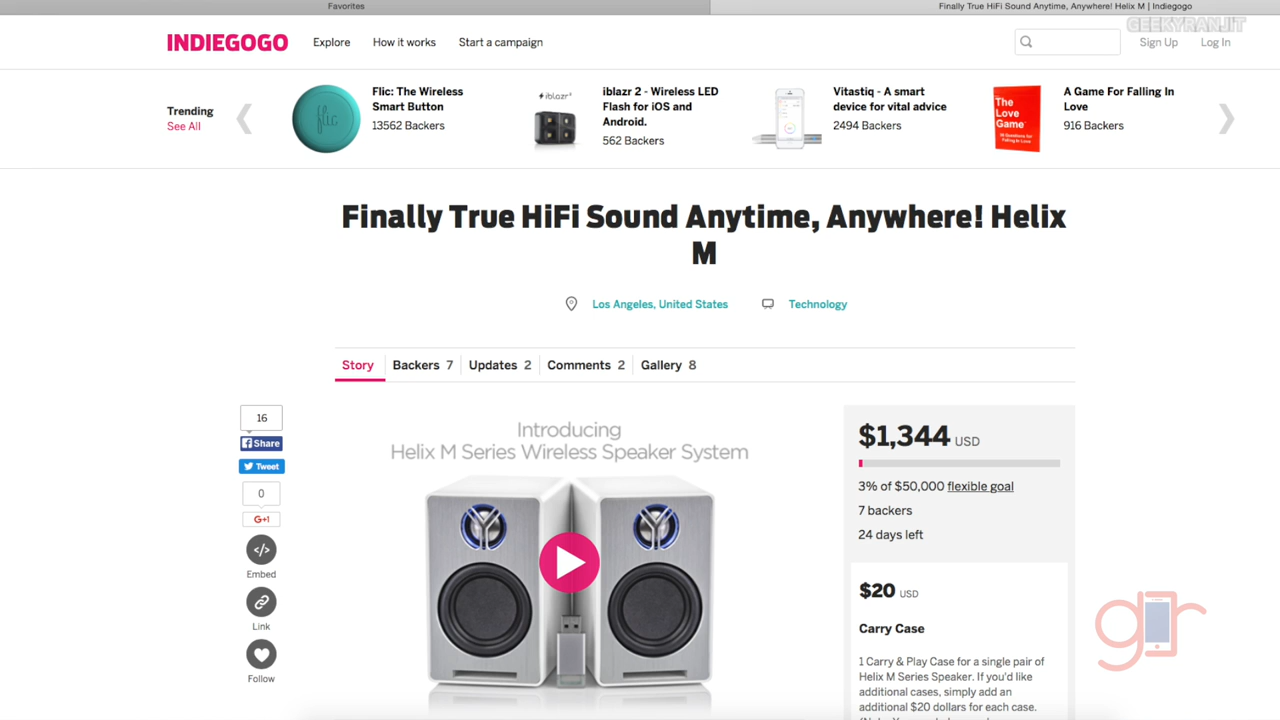 Favorites
Finally True HiFi Sound Anytime, Anywhere! Helix M | Indiegogo
GEEKYRANJIT
INDIEGOGO
Explore
How it works
Start a campaign
Sign Up
Log In
Trending
See All
flic
Flic: The Wireless
Smart Button
13562 Backers
iblazr²
iblazr 2 - Wireless LED
Flash for iOS and
Android.
562 Backers
Vitastiq - A smart
device for vital advice
2494 Backers
The
Love
Game
A Game For Falling In
Love
916 Backers
Finally True HiFi Sound Anytime, Anywhere! Helix
M
Los Angeles, United States
Technology
Story
Backers 7
Updates 2
Comments 2
Gallery 8
16
Share
Tweet
0
G+1
Embed
Link
Follow
Introducing
Helix M Series Wireless Speaker System
$1,344 USD
3% of $50,000 flexible goal
7 backers
24 days left
$20 USD
Carry Case
1 Carry & Play Case for a single pair of
Helix M Series Speaker. If you'd like
additional cases, simply add an
additional $20 dollars for each case.
gir